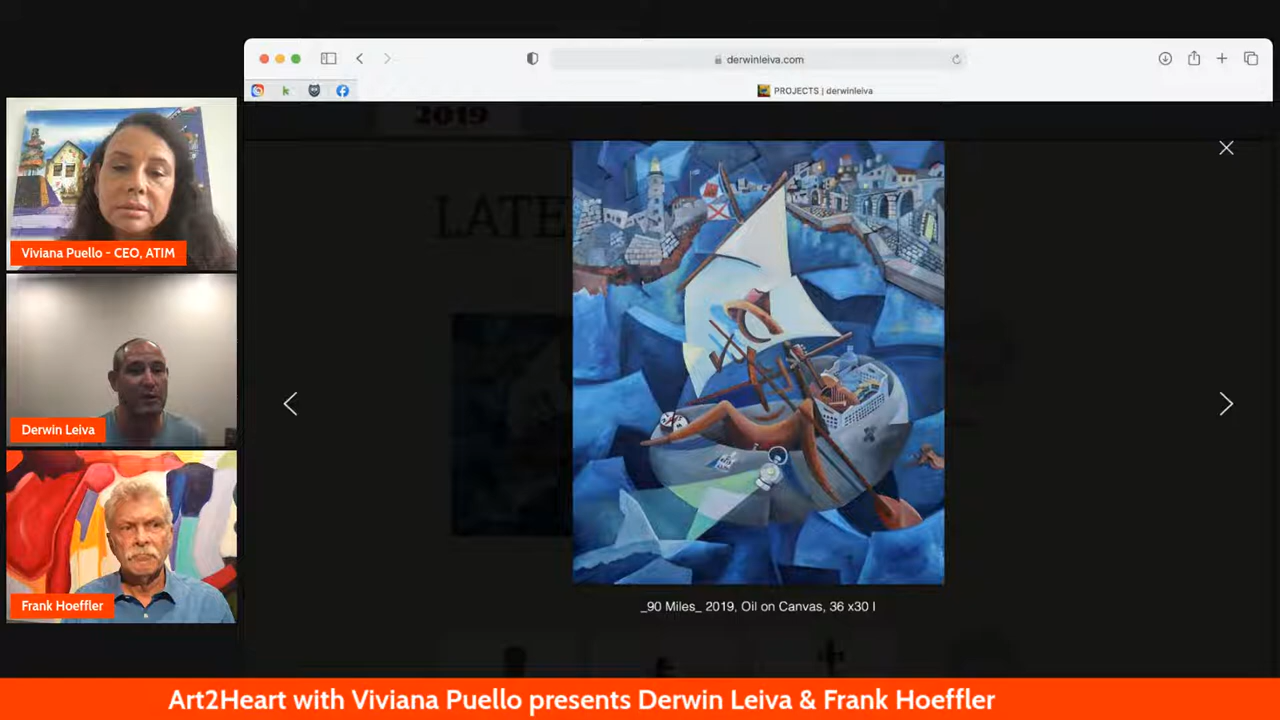 derwinleiva.com
PROJECTS | derwinleiva
2019
LATE
Viviana Puello - CEO, ATIM
Derwin Leiva
Frank Hoeffler
_90 Miles_ 2019, Oil on Canvas, 36 x30 I
Art2Heart with Viviana Puello presents Derwin Leiva & Frank Hoeffler